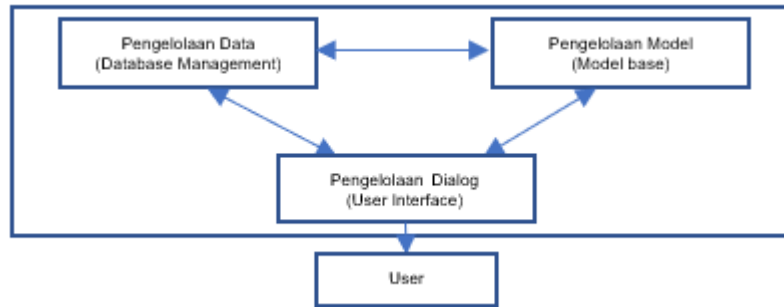 Pengelolaan Data
(Database Management)
Pengelolaan Model
(Model base)
Pengelolaan Dialog
(User Interface)
User